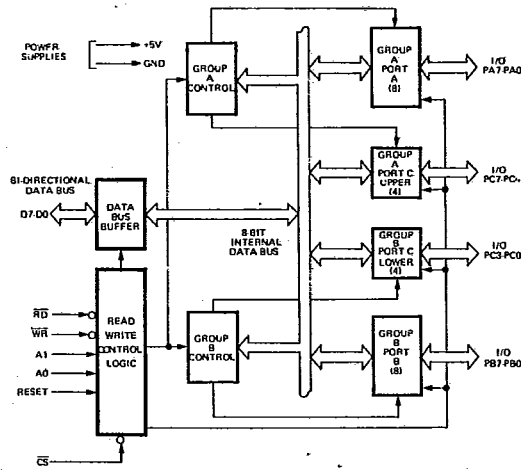 POWER
SUPPLIES
+5V
GND
GROUP
A
CONTROL
GROUP
A
PORT
A
(8)
I/O
PA7-PA0
GROUP
A
PORT C
UPPER
(4)
I/O
PC7-PC4
BI-DIRECTIONAL
DATA BUS
D7-D0
DATA
BUS
BUFFER
8-BIT
INTERNAL
DATA BUS
GROUP
B
PORT C
LOWER
(4)
I/O
PC3-PC0
RD
WR
A1
A0
RESET
READ
WRITE
CONTROL
LOGIC
GROUP
B
CONTROL
GROUP
B
PORT
B
(8)
I/O
PB7-PB0
CS